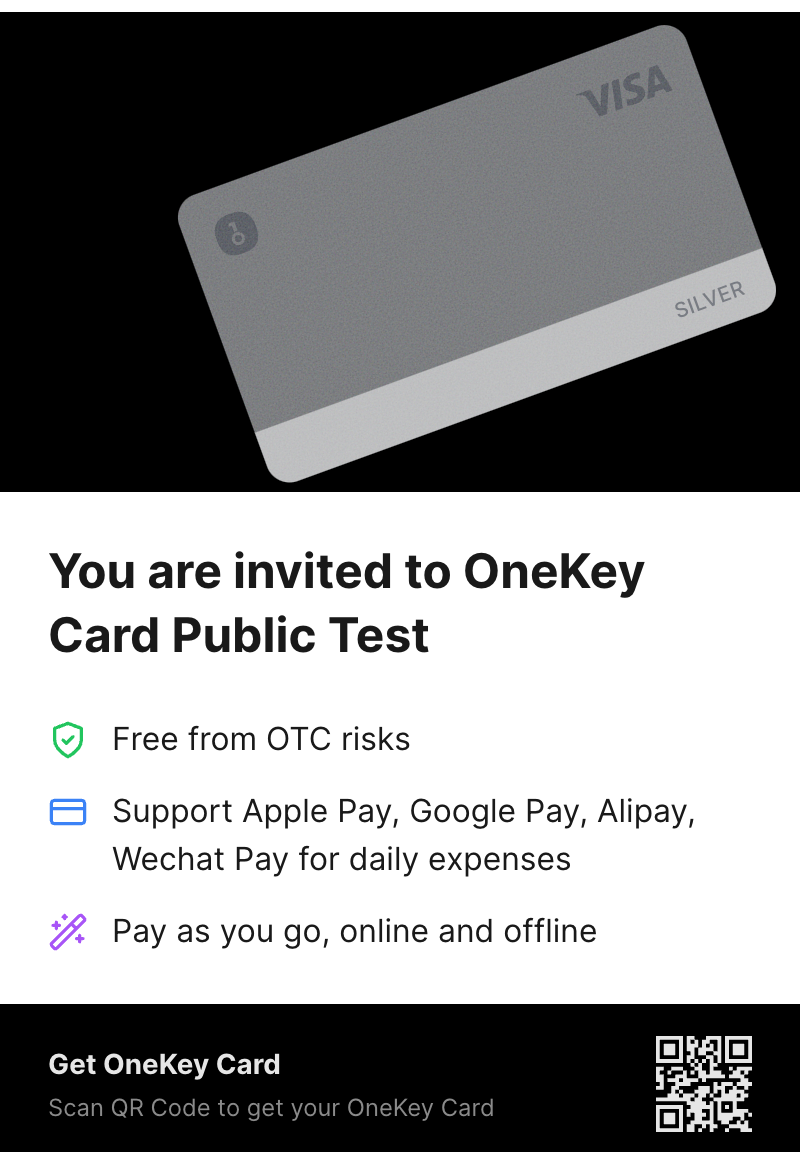 VISA
SILVER
You are invited to OneKey
Card Public Test
Free from OTC risks
Support Apple Pay, Google Pay, Alipay,
Wechat Pay for daily expenses
Pay as you go, online and offline
Get OneKey Card
Scan QR Code to get your OneKey Card